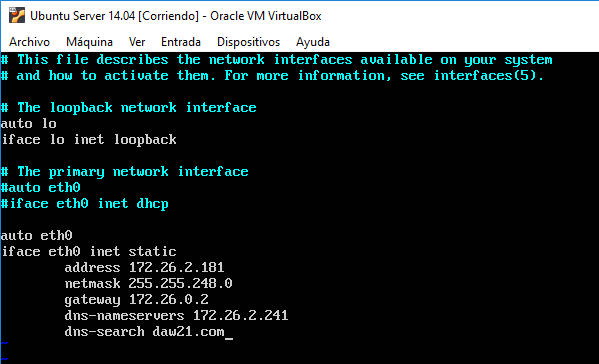 Ubuntu Server 14.04 [Corriendo] - Oracle VM VirtualBox
Archivo Máquina Ver Entrada Dispositivos Ayuda
# This file describes the network interfaces available on your system
# and how to activate them. For more information, see interfaces(5).
# The loopback network interface
auto lo
iface lo inet loopback
# The primary network interface
#auto eth0
#iface eth0 inet dhcp
auto eth0
iface eth0 inet static
address 172.26.2.181
netmask 255.255.248.0
gateway 172.26.0.2
dns-nameservers 172.26.2.241
dns-search daw21.com_
~
~